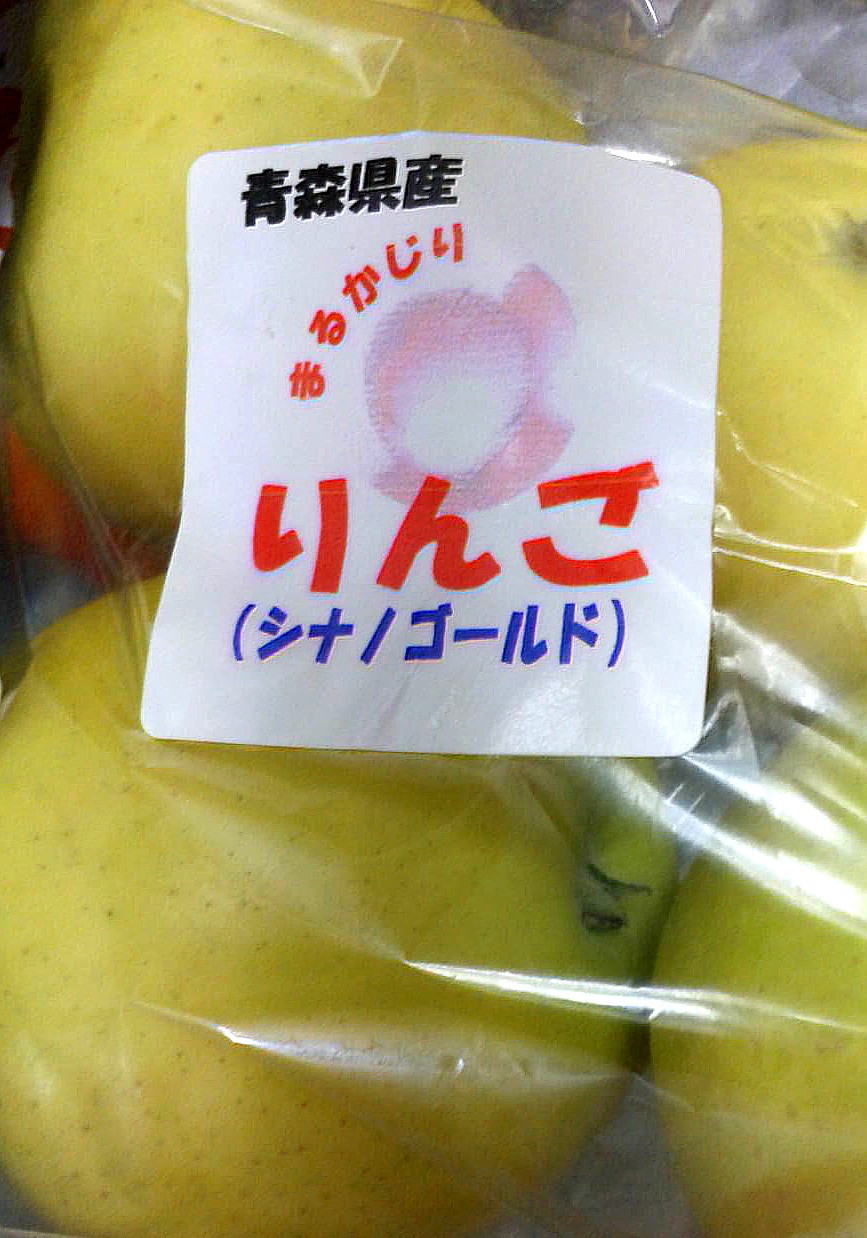 青森県産
まるかじり
りんご
(シナノゴールド)